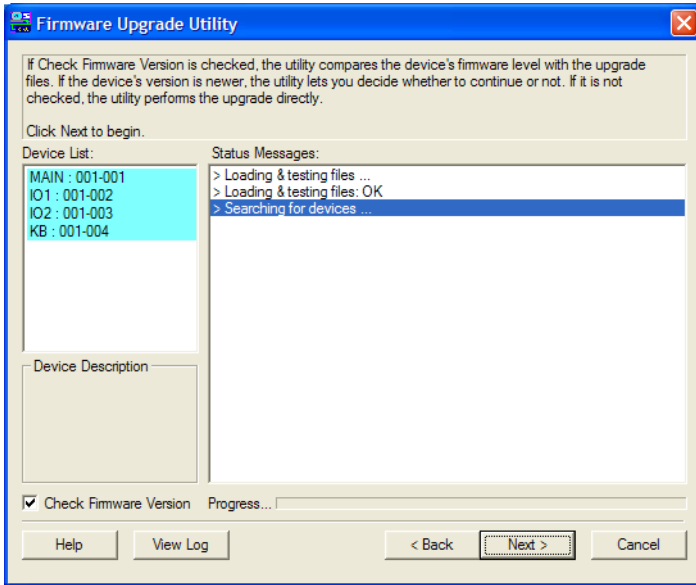 Firmware Upgrade Utility
If Check Firmware Version is checked, the utility compares the device's firmware level with the upgrade
files. If the device's version is newer, the utility lets you decide whether to continue or not. If it is not
checked, the utility performs the upgrade directly.
Click Next to begin.
Device List:
Status Messages:
MAIN : 001-001
IO1 : 001-002
IO2 : 001-003
KB : 001-004
> Loading & testing files ...
> Loading & testing files: OK
> Searching for devices ...
Device Description
Check Firmware Version
Progress...
Help
View Log
< Back
Next >
Cancel